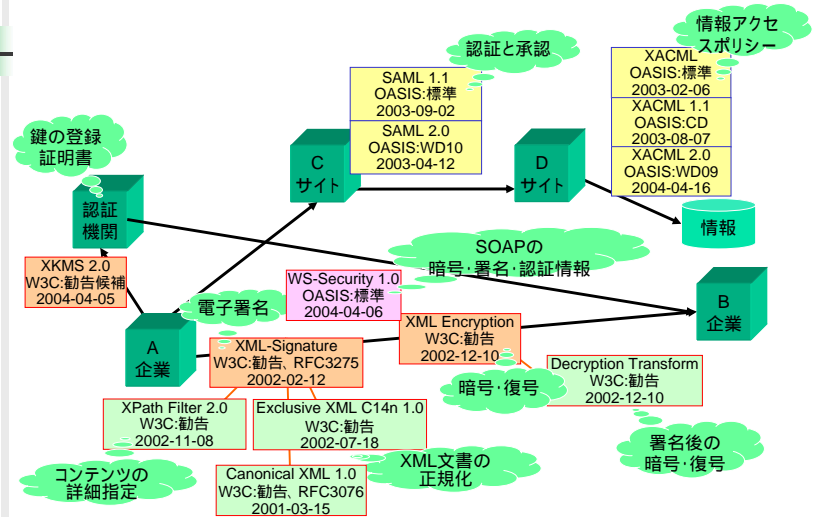 情報アクセ
スポリシー
認証と承認
XACML
OASIS:標準
2003-02-06
XACML 1.1
OASIS:CD
2003-08-07
XACML 2.0
OASIS:WD09
2004-04-16
SAML 1.1
OASIS:標準
2003-09-02
SAML 2.0
OASIS:WD10
2003-04-12
鍵の登録
証明書
C
サイト
D
サイト
認証
機関
情報
SOAPの
暗号・署名・認証情報
XKMS 2.0
W3C:勧告候補
2004-04-05
WS-Security 1.0
OASIS:標準
2004-04-06
電子署名
B
企業
A
企業
XML-Signature
W3C:勧告、RFC3275
2002-02-12
XML Encryption
W3C:勧告
2002-12-10
Decryption Transform
W3C:勧告
2002-12-10
暗号・復号
XPath Filter 2.0
W3C:勧告
2002-11-08
Exclusive XML C14n 1.0
W3C:勧告
2002-07-18
署名後の
暗号・復号
コンテンツの
詳細指定
Canonical XML 1.0
W3C:勧告、RFC3076
2001-03-15
XML文書の
正規化